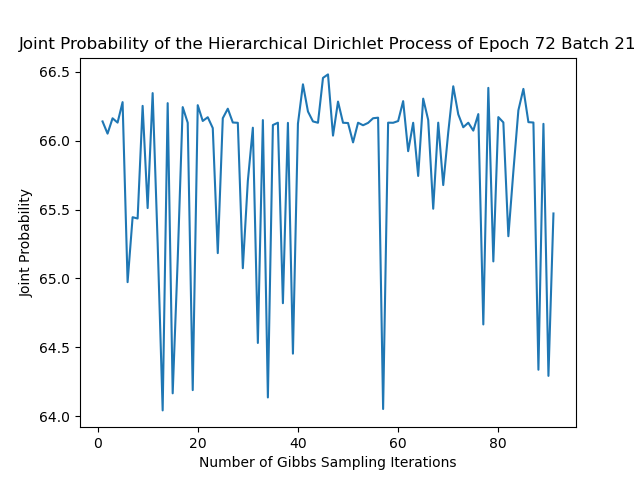 Joint Probability of the Hierarchical Dirichlet Process of Epoch 72 Batch 21
66.5
66.0
65.5
65.0
64.5
64.0
Joint Probability
0 20 40 60 80
Number of Gibbs Sampling Iterations